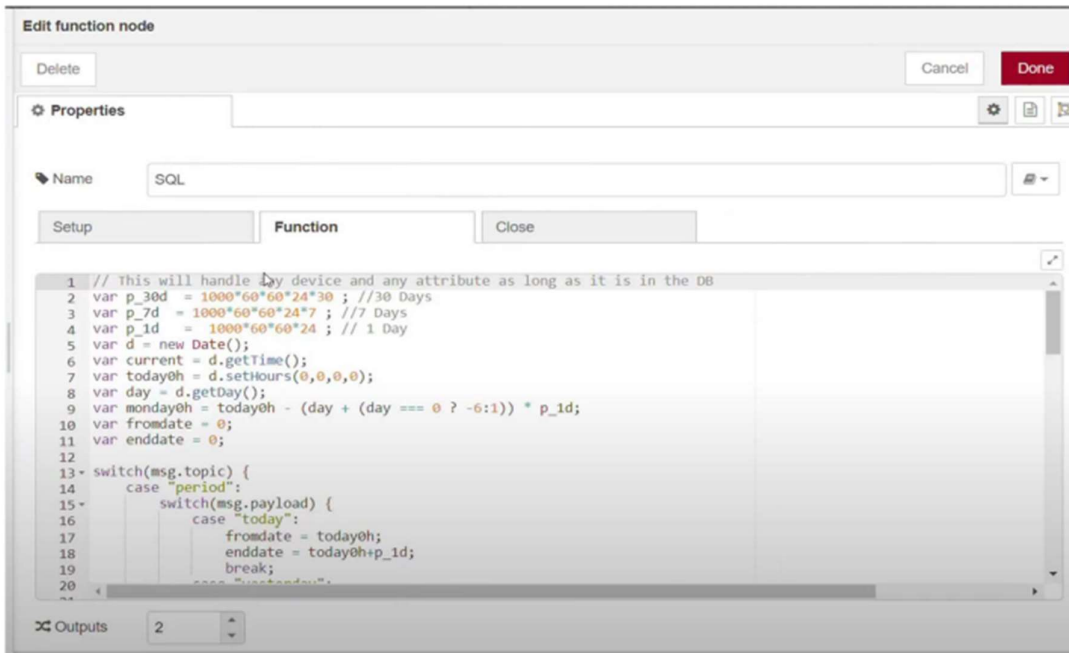 Edit function node
Delete
Cancel
Done
Properties
Name
SQL
Setup
Function
Close
1 // This will handle any device and any attribute as long as it is in the DB
2 var p_30d  = 1000*60*60*24*30 ; //30 Days
3 var p_7d  = 1000*60*60*24*7 ; //7 Days
4 var p_1d   =  1000*60*60*24 ; // 1 Day
5 var d = new Date();
6 var current = d.getTime();
7 var today0h = d.setHours(0,0,0,0);
8 var day = d.getDay();
9 var monday0h = today0h - (day + (day === 0 ? -6:1)) * p_1d;
10 var fromdate = 0;
11 var enddate = 0;
12
13 switch(msg.topic) {
14     case "period":
15         switch(msg.payload) {
16             case "today":
17                 fromdate = today0h;
18                 enddate = today0h+p_1d;
19                 break;
20             case "yesterday":
Outputs
2